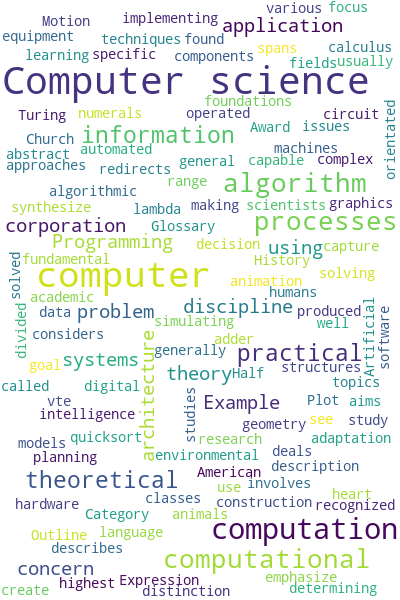 Motion implementing various focus
equipment techniques found application
learning specific components spans calculus
fields usually
Computer science
foundations
Turing numerals operated circuit
Church information Award issues orientated
abstract automated machines
approaches redirects general capable complex
algorithmic range algorithm
synthesize lambda making scientists graphics
corporation Glossary processes
Programming decision using capture
fundamental History
solved computer animation solving
academic humans
divided data problem discipline produced
considers simulating well Artificial software
architecture adder practical
goal systems generally structures
called digital theory Half topics
vte studies Example Plot aims
intelligence geometry see study
models quicksort research adaptation
planning environmental deals
theoretical American description
hardware classes use involves heart
Category animals construction recognized
Outline language computation
describes
concern computational
create highest Expression emphasize
distinction determining